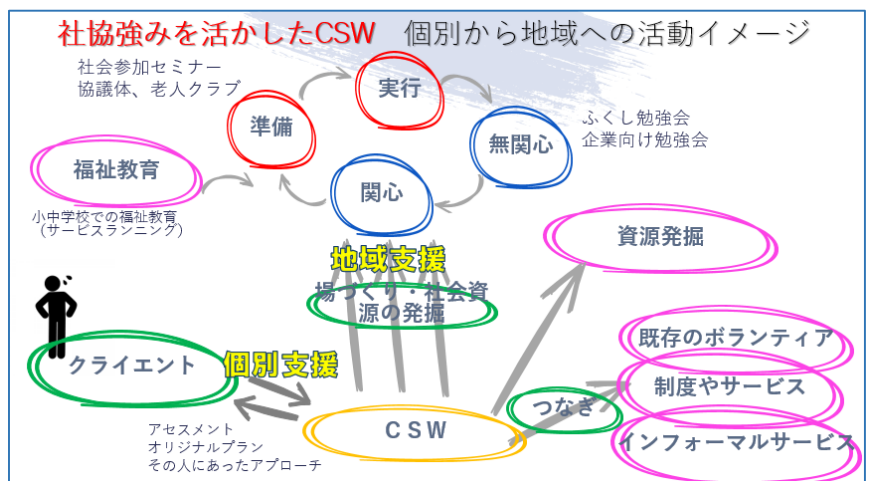 社協強みを活かしたCSW　個別から地域への活動イメージ
社会参加セミナー
協議体、老人クラブ
実行
準備
無関心
ふくし勉強会
企業向け勉強会
福祉教育
関心
小中学校での福祉教育
（サービスランニング)
資源発掘
地域支援
場づくり・社会資
源の発掘
既存のボランティア
クライエント
個別支援
制度やサービス
つなぎ
アセスメント
オリジナルプラン
その人にあったアプローチ
ＣＳＷ
インフォーマルサービス